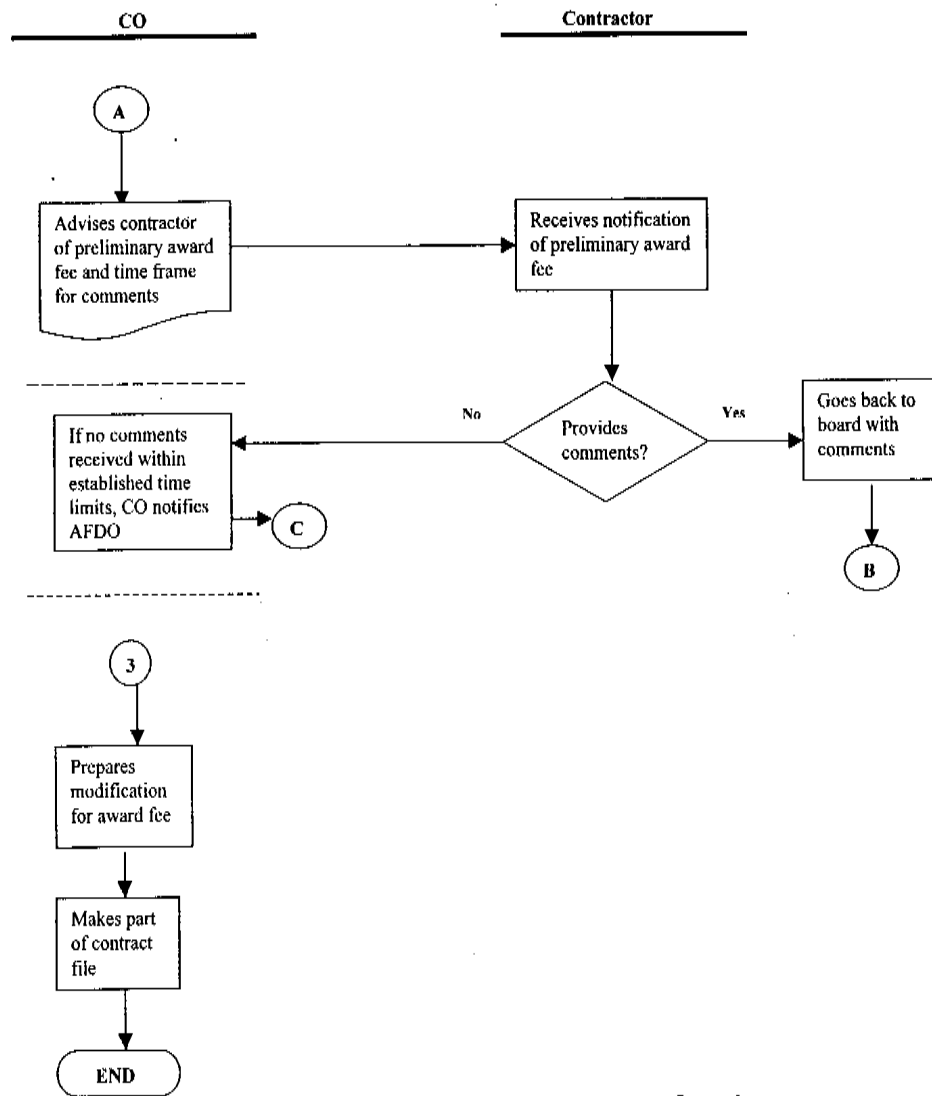 CO
Contractor
A
Advises contractor
of preliminary award
fee and time frame
for comments
Receives notification
of preliminary award
fee
No
Provides
comments?
Yes
Goes back to
board with
comments
If no comments
received within
established time
limits, CO notifies
AFDO
C
B
3
Prepares
modification
for award fee
Makes part
of contract
file
END